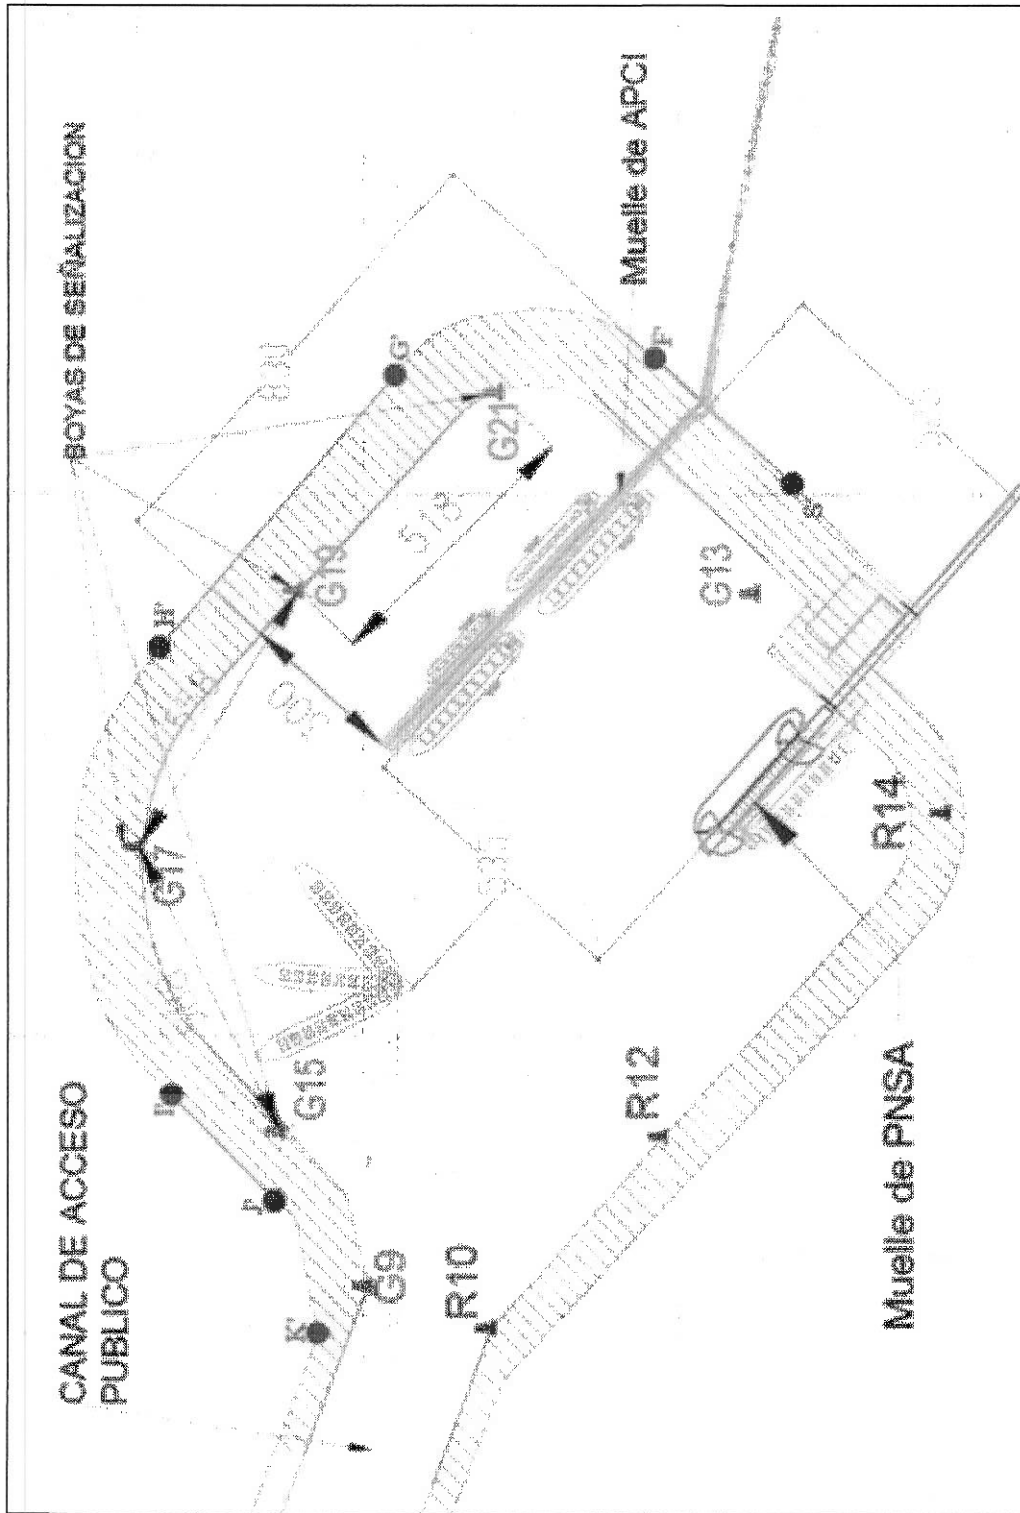 CANAL DE ACCESO
PUBLICO
BOYAS DE SEÑALIZACION
G17
H'
G19
G'
G21
300
I'
J'
G15
K'
G9
R10
R12
Muelle de APCI
F'
G13
R14
Muelle de PNSA